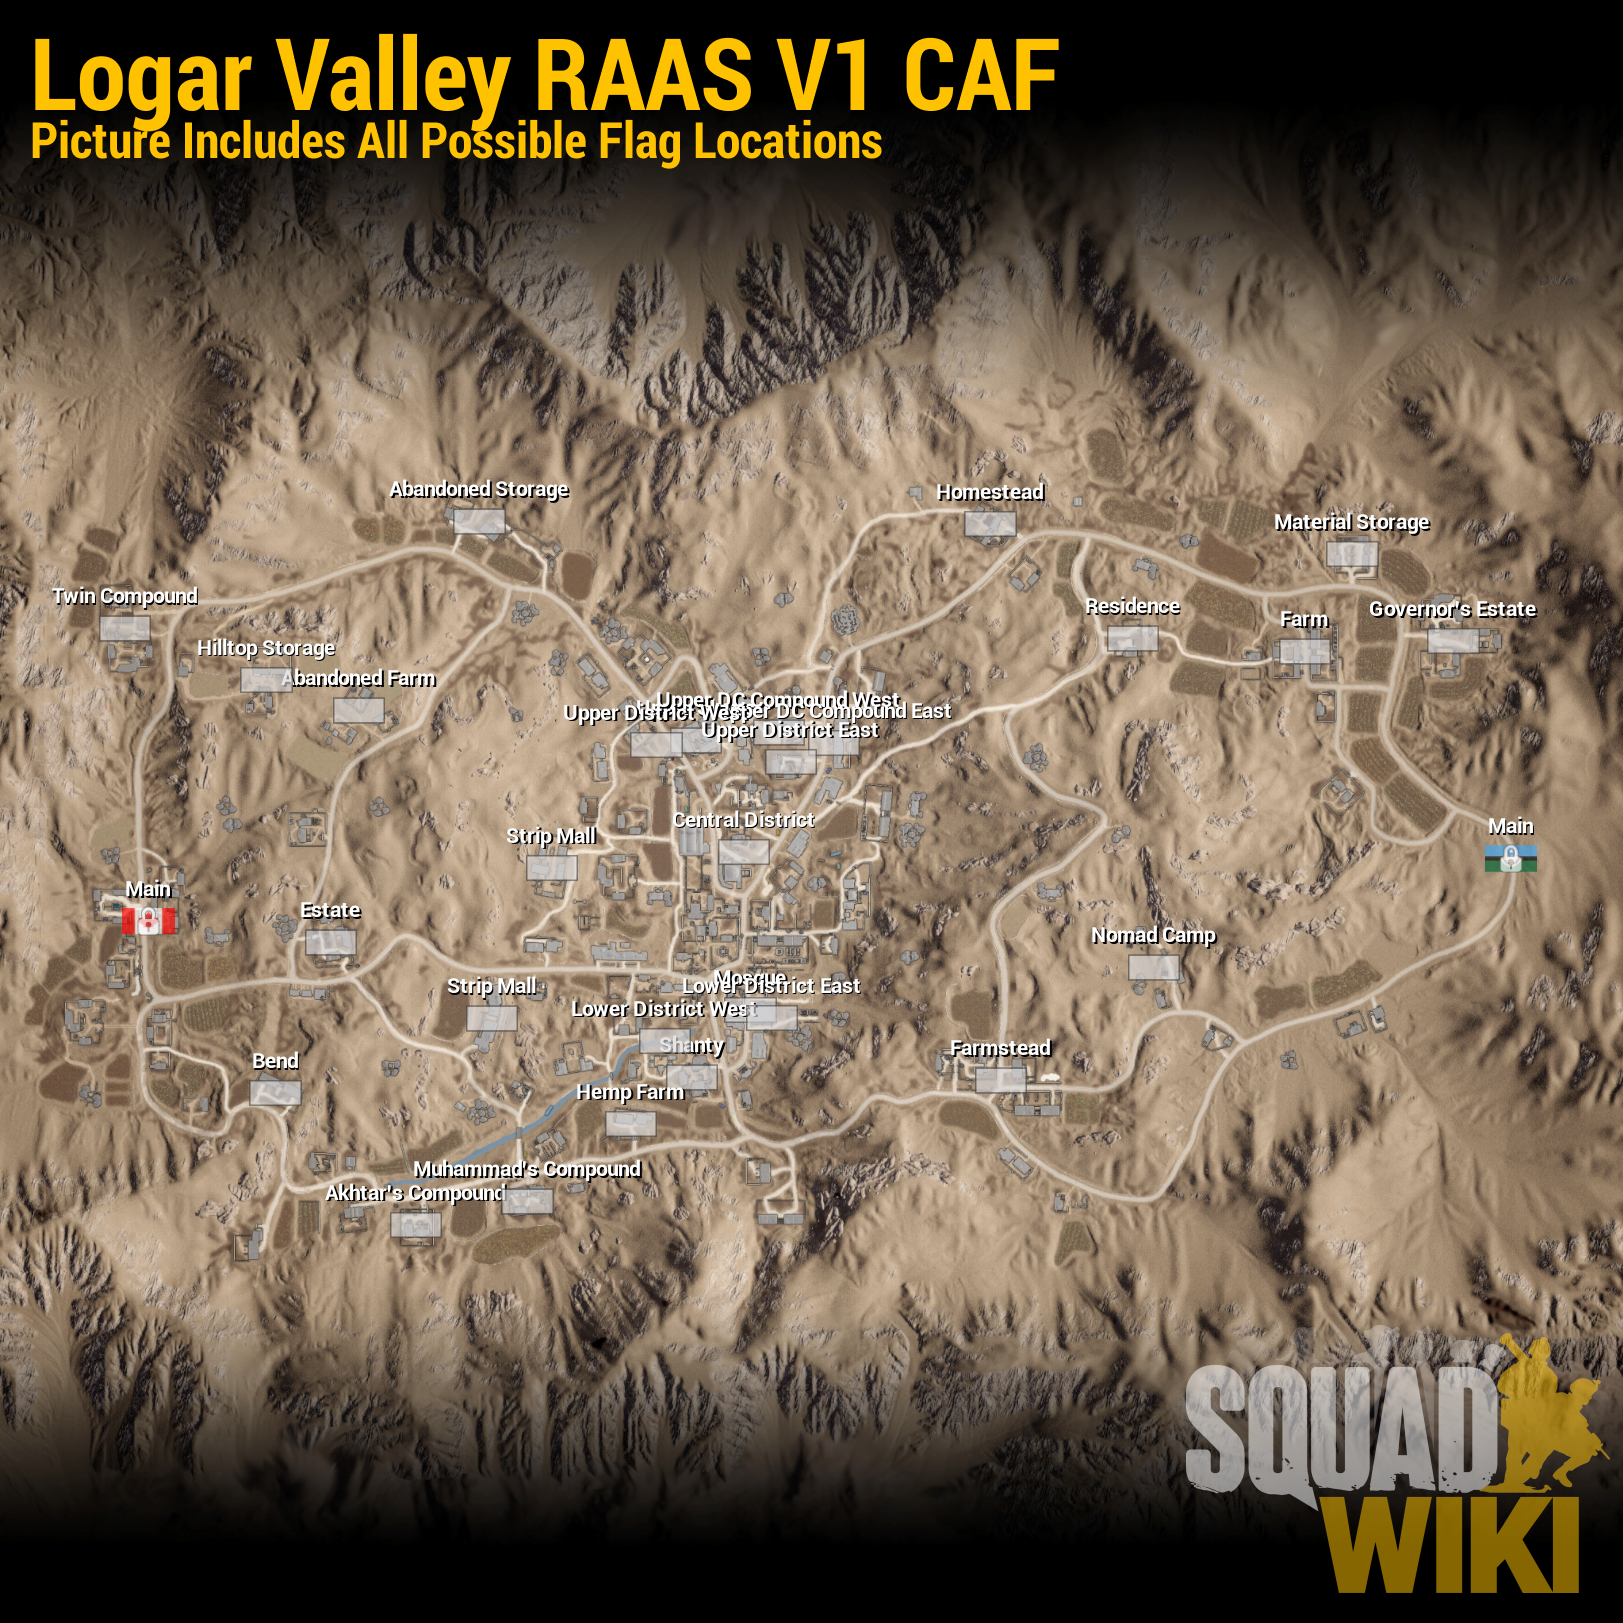 Logar Valley RAAS V1 CAF
Picture Includes All Possible Flag Locations
Abandoned Storage
Homestead
Material Storage
Twin Compound
Residence
Governor's Estate
Farm
Hilltop Storage
Abandoned Farm
Upper DC Compound West
Upper District West
Upper DC Compound East
Upper District East
Central District
Main
Strip Mall
Main
Estate
Nomad Camp
Mosque
Strip Mall
Lower District East
Lower District West
Shanty
Farmstead
Bend
Hemp Farm
Muhammad's Compound
Akhtar's Compound
SQUAD
WIKI